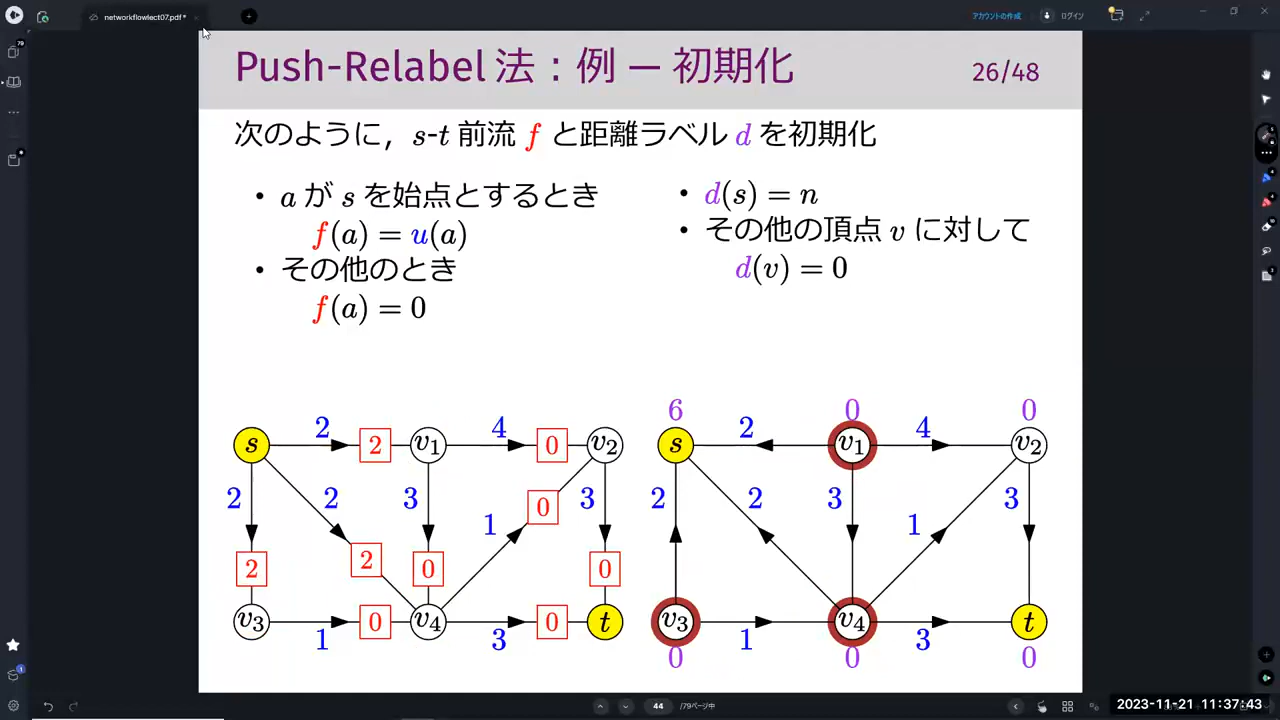 networkflowlect07.pdf*
アカウントの作成
ログイン
Push-Relabel 法：例 — 初期化
26/48
次のように，s-t 前流 f と距離ラベル d を初期化
• a が s を始点とするとき
f(a) = u(a)
• その他のとき
f(a) = 0
• d(s) = n
• その他の頂点 v に対して
d(v) = 0
s 2 2 v1 4 0 v2
2 2 3 1 0 3
2 2 0 0
v3 1 0 v4 3 0 t
6 0 0
s 2 v1 4 v2
2 2 3 1 3
v3 1 v4 3 t
0 0 0
44 /79ページ中
2023-11-21 11:37:43